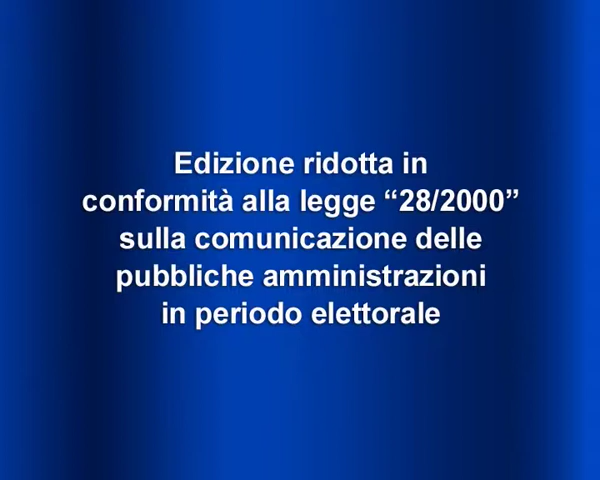 Edizione ridotta in
conformità alla legge “28/2000”
sulla comunicazione delle
pubbliche amministrazioni
in periodo elettorale